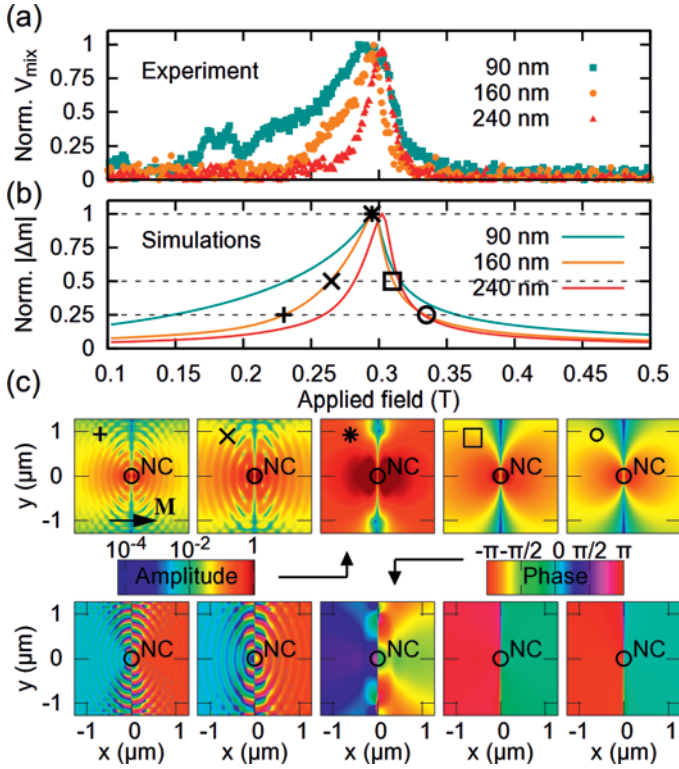 (a)
Norm. V_mix
1
0.75
0.5
0.25
0
Experiment
90 nm
160 nm
240 nm
(b)
Norm. |Δm|
1
0.75
0.5
0.25
0
Simulations
90 nm
160 nm
240 nm
0.1 0.15 0.2 0.25 0.3 0.35 0.4 0.45 0.5
Applied field (T)
(c)
y (μm)
1
0
-1
NC NC NC NC NC
M
10^-4 10^-2 1
Amplitude
-π -π/2 0 π/2 π
Phase
y (μm)
1
0
-1
NC NC NC NC NC
-1 0 1 -1 0 1 -1 0 1 -1 0 1 -1 0 1
x (μm) x (μm) x (μm) x (μm) x (μm)